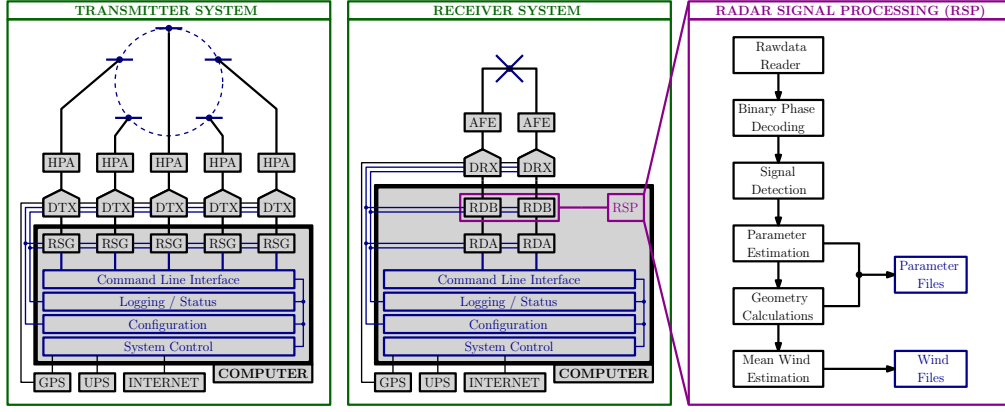 TRANSMITTER SYSTEM
HPA HPA HPA HPA HPA
DTX DTX DTX DTX DTX
RSG RSG RSG RSG RSG
Command Line Interface
Logging / Status
Configuration
System Control
COMPUTER
GPS UPS INTERNET
RECEIVER SYSTEM
AFE AFE
DRX DRX
RDB RDB RSP
RDA RDA
Command Line Interface
Logging / Status
Configuration
System Control
COMPUTER
GPS UPS INTERNET
RADAR SIGNAL PROCESSING (RSP)
Rawdata
Reader
Binary Phase
Decoding
Signal
Detection
Parameter
Estimation
Parameter
Files
Geometry
Calculations
Mean Wind
Estimation
Wind
Files